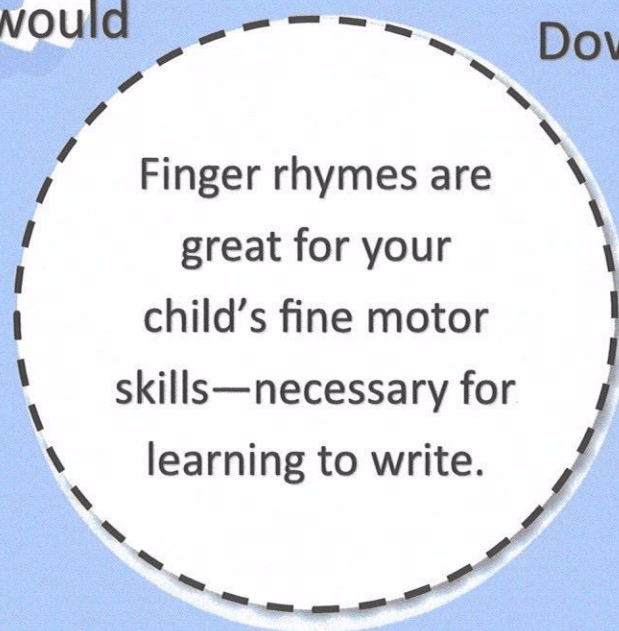 would
Finger rhymes are
great for your
child's fine motor
skills—necessary for
learning to write.